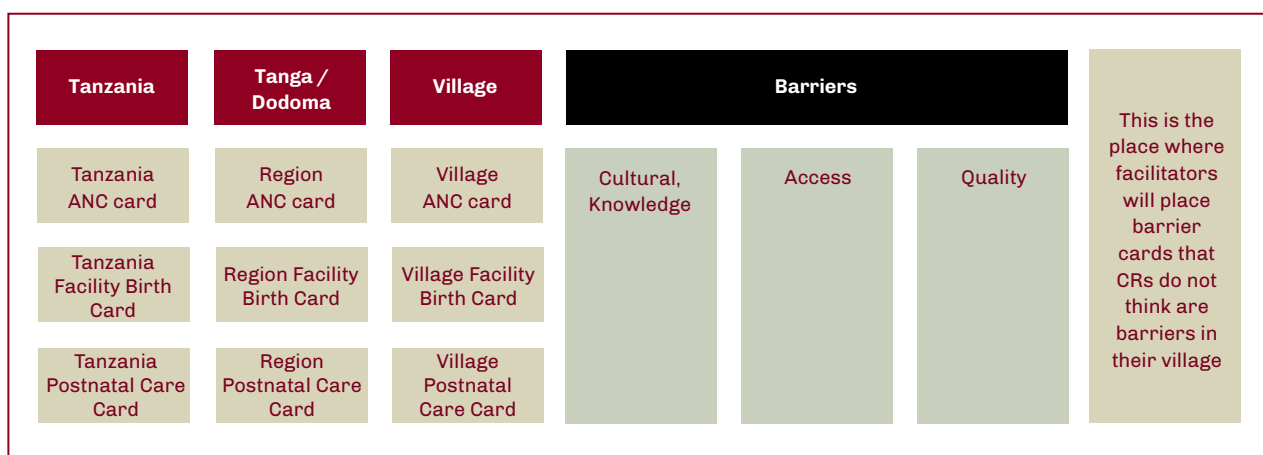 Tanzania
Tanga /
Dodoma
Village
Barriers
Tanzania
ANC card
Region
ANC card
Village
ANC card
Tanzania
Facility Birth
Card
Region Facility
Birth Card
Village Facility
Birth Card
Tanzania
Postnatal Care
Card
Region
Postnatal Care
Card
Village
Postnatal
Care Card
Cultural,
Knowledge
Access
Quality
This is the
place where
facilitators
will place
barrier
cards that
CRs do not
think are
barriers in
their village